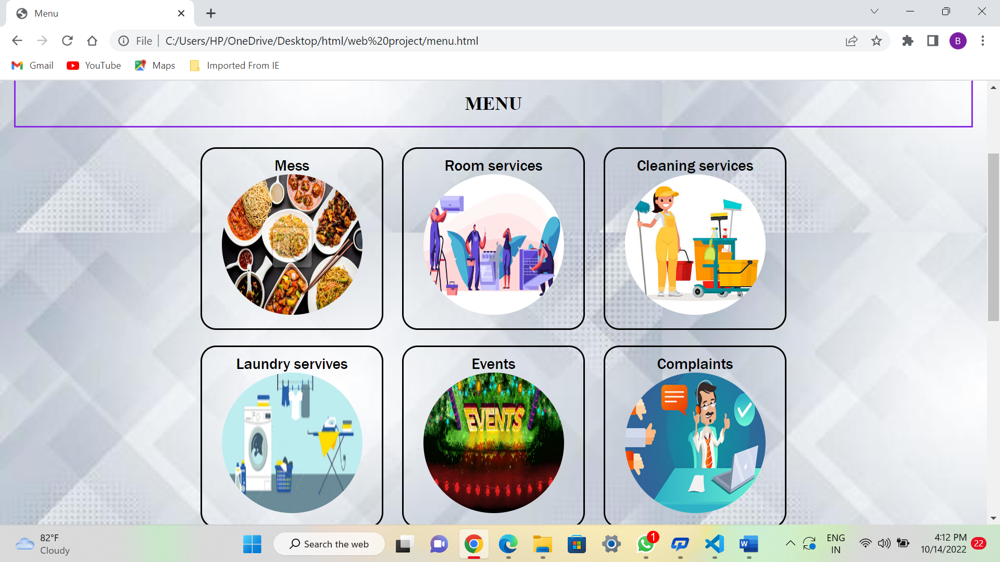 Menu
File
C:/Users/HP/OneDrive/Desktop/html/web%20project/menu.html
B
Gmail
YouTube
Maps
Imported From IE
MENU
Mess
Room services
Cleaning services
Laundry servives
Events
Complaints
EVENTS
82°F
Cloudy
Search the web
1
W
ENG
IN
4:12 PM
10/14/2022
22